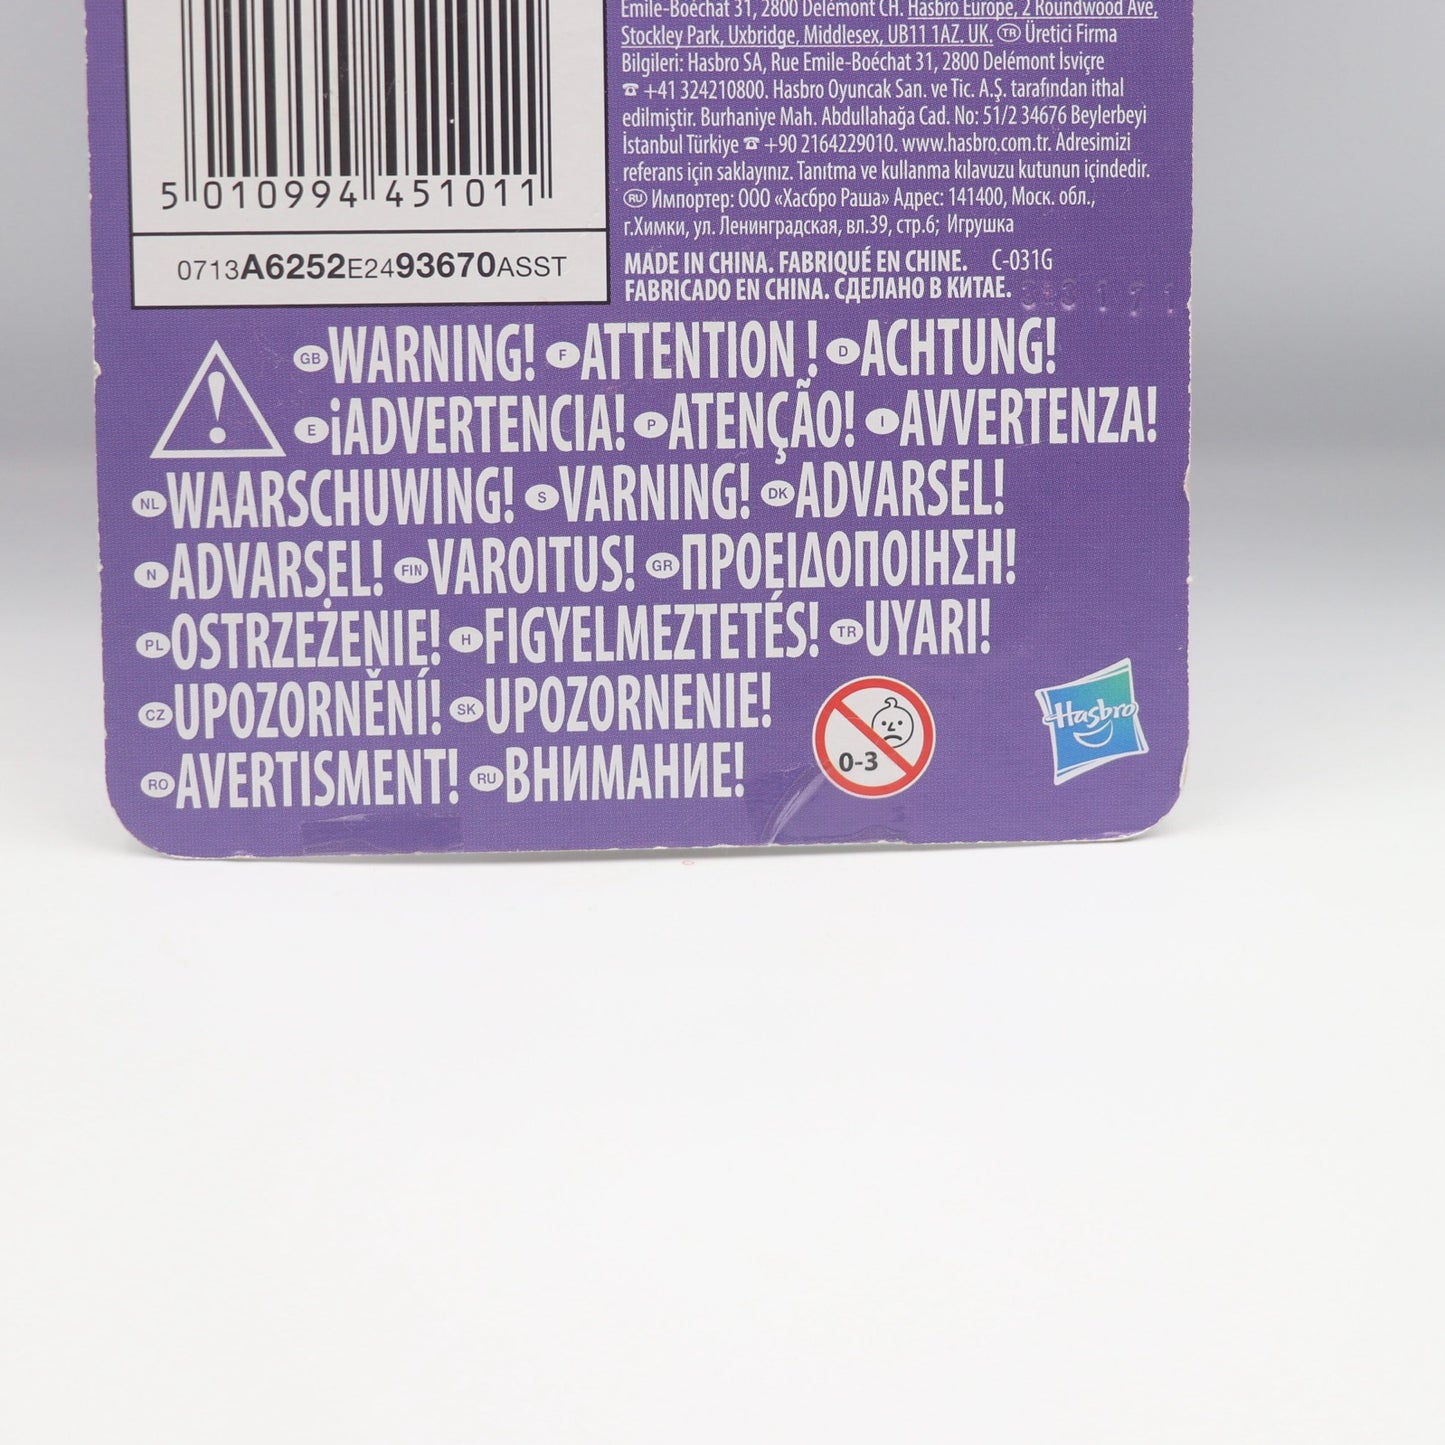 Emile-Boéchat 31, 2800 Delémont CH. Hasbro Europe, 2 Roundwood Ave,
Stockley Park, Uxbridge, Middlesex, UB11 1AZ. UK. TR Üretici Firma
Bilgileri: Hasbro SA, Rue Emile-Boéchat 31, 2800 Delémont İsviçre
☎ +41 324210800. Hasbro Oyuncak San. ve Tic. A.Ş. tarafından ithal
edilmiştir. Burhaniye Mah. Abdullahağa Cad. No: 51/2 34676 Beylerbeyi
İstanbul Türkiye ☎ +90 2164229010. www.hasbro.com.tr. Adresimizi
referans için saklayınız. Tanıtma ve kullanma kılavuzu kutunun içindedir.
RU Импортер: ООО «Хасбро Раша» Адрес: 141400, Моск. обл.,
г.Химки, ул. Ленинградская, вл.39, стр.6; Игрушка
MADE IN CHINA. FABRIQUÉ EN CHINE. C-031G
FABRICADO EN CHINA. СДЕЛАНО В КИТАЕ.
5 010994 451011
0713A6252E2493670ASST
GB WARNING! F ATTENTION ! D ACHTUNG!
E ¡ADVERTENCIA! P ATENÇÃO! I AVVERTENZA!
NL WAARSCHUWING! S VARNING! DK ADVARSEL!
N ADVARSEL! FIN VAROITUS! GR ΠΡΟΕΙΔΟΠΟΙΗΣΗ!
PL OSTRZEŻENIE! H FIGYELMEZTETÉS! TR UYARI!
CZ UPOZORNĚNÍ! SK UPOZORNENIE!
RO AVERTISMENT! RU ВНИМАНИЕ!
0-3
Hasbro